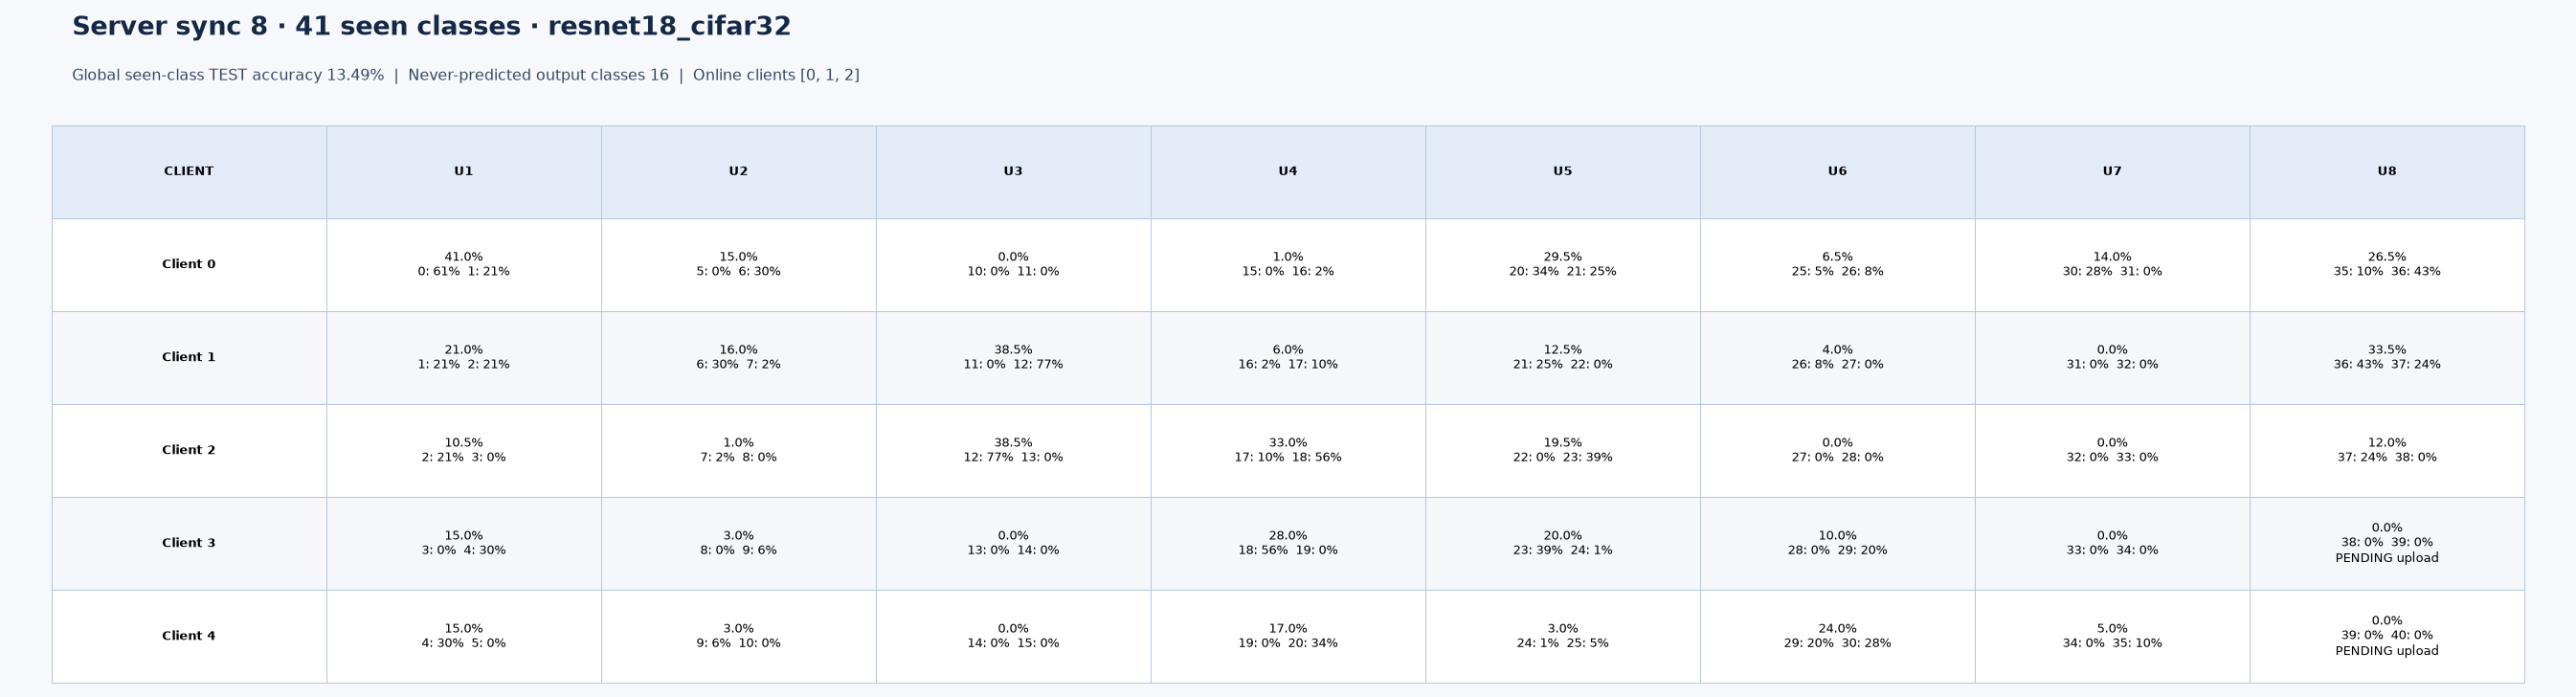 Server sync 8 · 41 seen classes · resnet18_cifar32
Global seen-class TEST accuracy 13.49% | Never-predicted output classes 16 | Online clients [0, 1, 2]
CLIENT U1 U2 U3 U4 U5 U6 U7 U8
Client 0
41.0%
0: 61% 1: 21%
15.0%
5: 0% 6: 30%
0.0%
10: 0% 11: 0%
1.0%
15: 0% 16: 2%
29.5%
20: 34% 21: 25%
6.5%
25: 5% 26: 8%
14.0%
30: 28% 31: 0%
26.5%
35: 10% 36: 43%
Client 1
21.0%
1: 21% 2: 21%
16.0%
6: 30% 7: 2%
38.5%
11: 0% 12: 77%
6.0%
16: 2% 17: 10%
12.5%
21: 25% 22: 0%
4.0%
26: 8% 27: 0%
0.0%
31: 0% 32: 0%
33.5%
36: 43% 37: 24%
Client 2
10.5%
2: 21% 3: 0%
1.0%
7: 2% 8: 0%
38.5%
12: 77% 13: 0%
33.0%
17: 10% 18: 56%
19.5%
22: 0% 23: 39%
0.0%
27: 0% 28: 0%
0.0%
32: 0% 33: 0%
12.0%
37: 24% 38: 0%
Client 3
15.0%
3: 0% 4: 30%
3.0%
8: 0% 9: 6%
0.0%
13: 0% 14: 0%
28.0%
18: 56% 19: 0%
20.0%
23: 39% 24: 1%
10.0%
28: 0% 29: 20%
0.0%
33: 0% 34: 0%
0.0%
38: 0% 39: 0%
PENDING upload
Client 4
15.0%
4: 30% 5: 0%
3.0%
9: 6% 10: 0%
0.0%
14: 0% 15: 0%
17.0%
19: 0% 20: 34%
3.0%
24: 1% 25: 5%
24.0%
29: 20% 30: 28%
5.0%
34: 0% 35: 10%
0.0%
39: 0% 40: 0%
PENDING upload